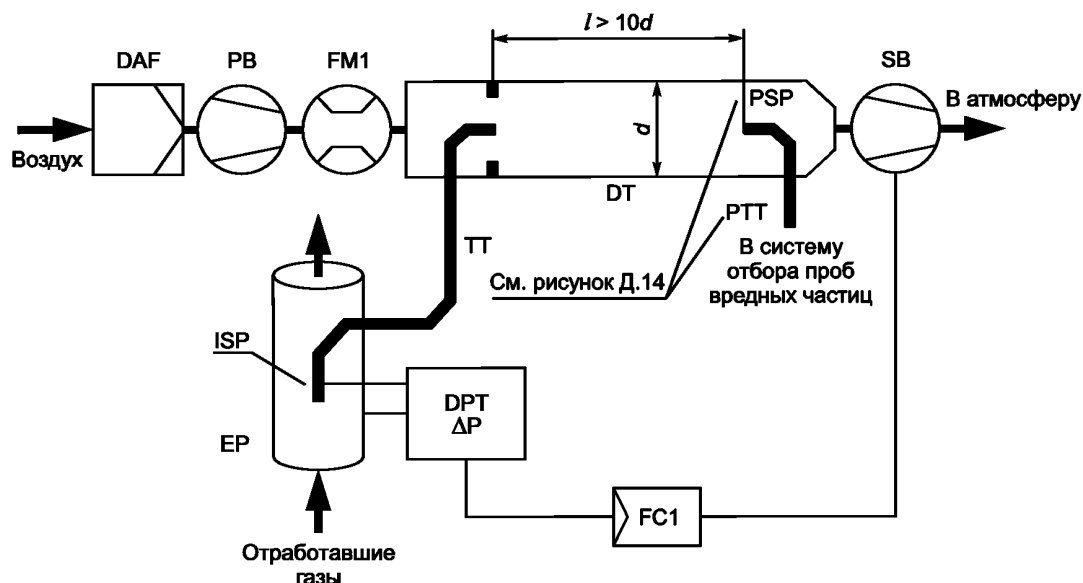 l > 10d
DAF
PB
FM1
SB
Воздух
d
PSP
В атмосферу
DT
PTT
TT
В систему
отбора проб
вредных частиц
См. рисунок Д.14
ISP
DPT
ΔP
EP
FC1
Отработавшие
газы